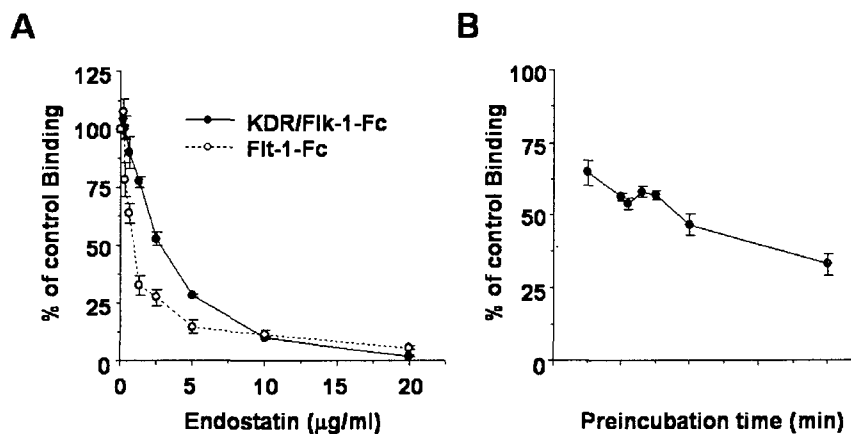 A
% of control Binding
125
100
75
50
25
0
KDR/Flk-1-Fc
Flt-1-Fc
0 5 10 15 20
Endostatin (μg/ml)
B
% of control Binding
100
75
50
25
0
Preincubation time (min)